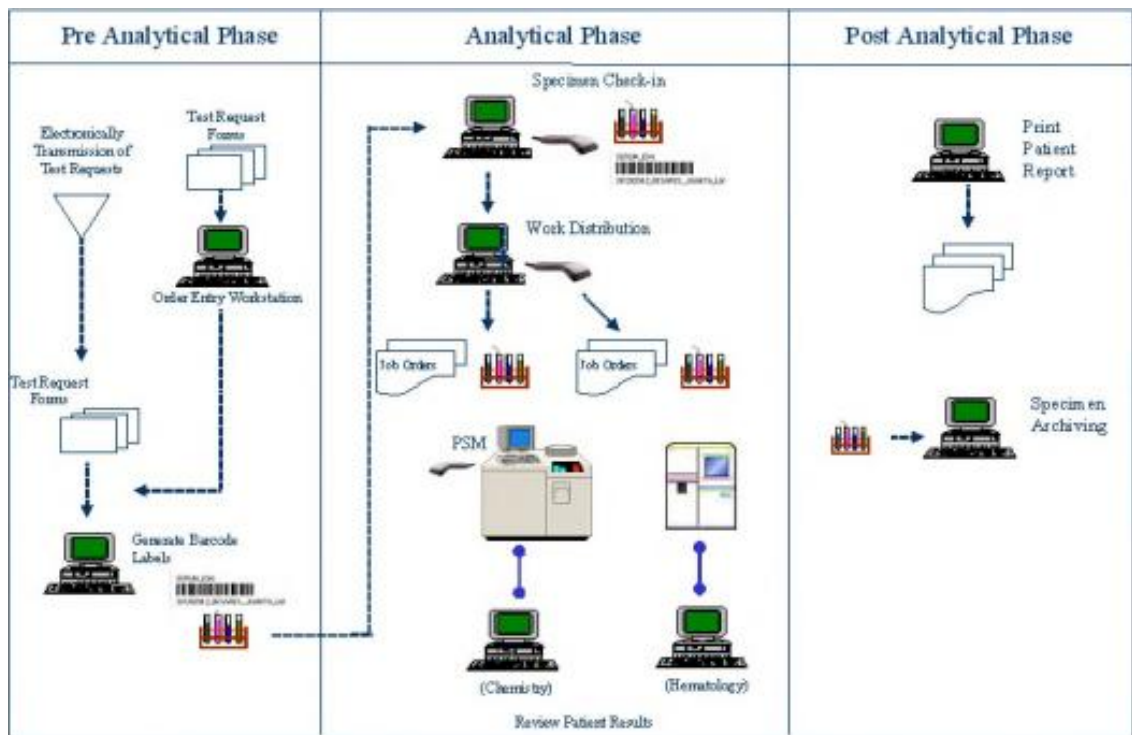 Pre Analytical Phase
Analytical Phase
Post Analytical Phase
Electronically
Transmission of
Test Requests
Test Request
Forms
Order Entry Workstation
Test Request
Forms
Generate Barcode
Labels
Specimen Check-in
Work Distribution
Job Orders
Job Orders
PSM
(Chemistry)
(Hematology)
Review Patient Results
Print
Patient
Report
Specimen
Archiving